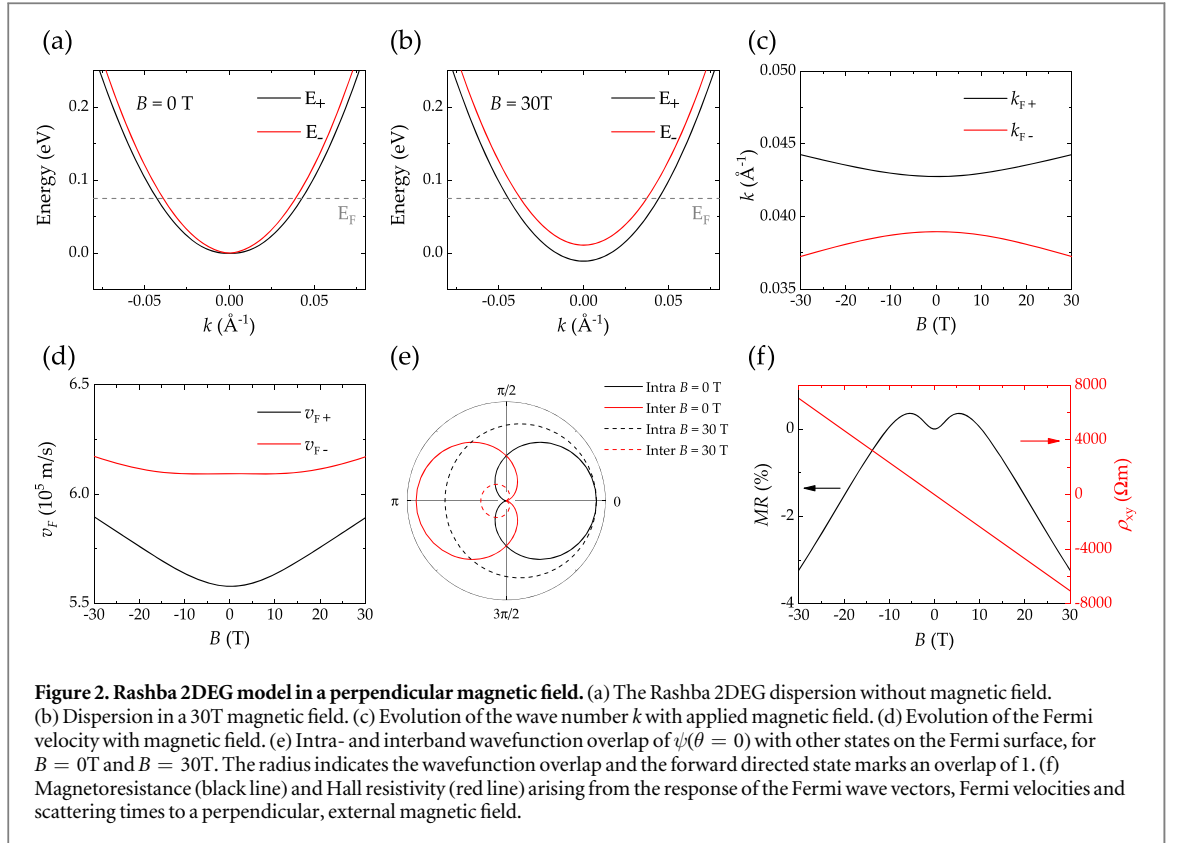 (a)
B = 0 T
E+
E-
EF
0.2
0.1
0.0
Energy (eV)
-0.05
0.00
0.05
k (Å-1)
(b)
B = 30T
E+
E-
EF
0.2
0.1
0.0
Energy (eV)
-0.05
0.00
0.05
k (Å-1)
(c)
kF+
kF-
0.050
0.045
0.040
0.035
k (Å-1)
-30 -20 -10 0 10 20 30
B (T)
(d)
vF+
vF-
6.5
6.0
5.5
vF (10⁵ m/s)
-30 -20 -10 0 10 20 30
B (T)
(e)
π/2
π
0
3π/2
Intra B = 0 T
Inter B = 0 T
Intra B = 30 T
Inter B = 30 T
(f)
0
-2
-4
MR (%)
8000
4000
0
-4000
-8000
ρxy (Ωm)
-30 -20 -10 0 10 20 30
B (T)
Figure 2. Rashba 2DEG model in a perpendicular magnetic field. (a) The Rashba 2DEG dispersion without magnetic field.
(b) Dispersion in a 30T magnetic field. (c) Evolution of the wave number k with applied magnetic field. (d) Evolution of the Fermi
velocity with magnetic field. (e) Intra- and interband wavefunction overlap of ψ(θ = 0) with other states on the Fermi surface, for
B = 0T and B = 30T. The radius indicates the wavefunction overlap and the forward directed state marks an overlap of 1. (f)
Magnetoresistance (black line) and Hall resistivity (red line) arising from the response of the Fermi wave vectors, Fermi velocities and
scattering times to a perpendicular, external magnetic field.